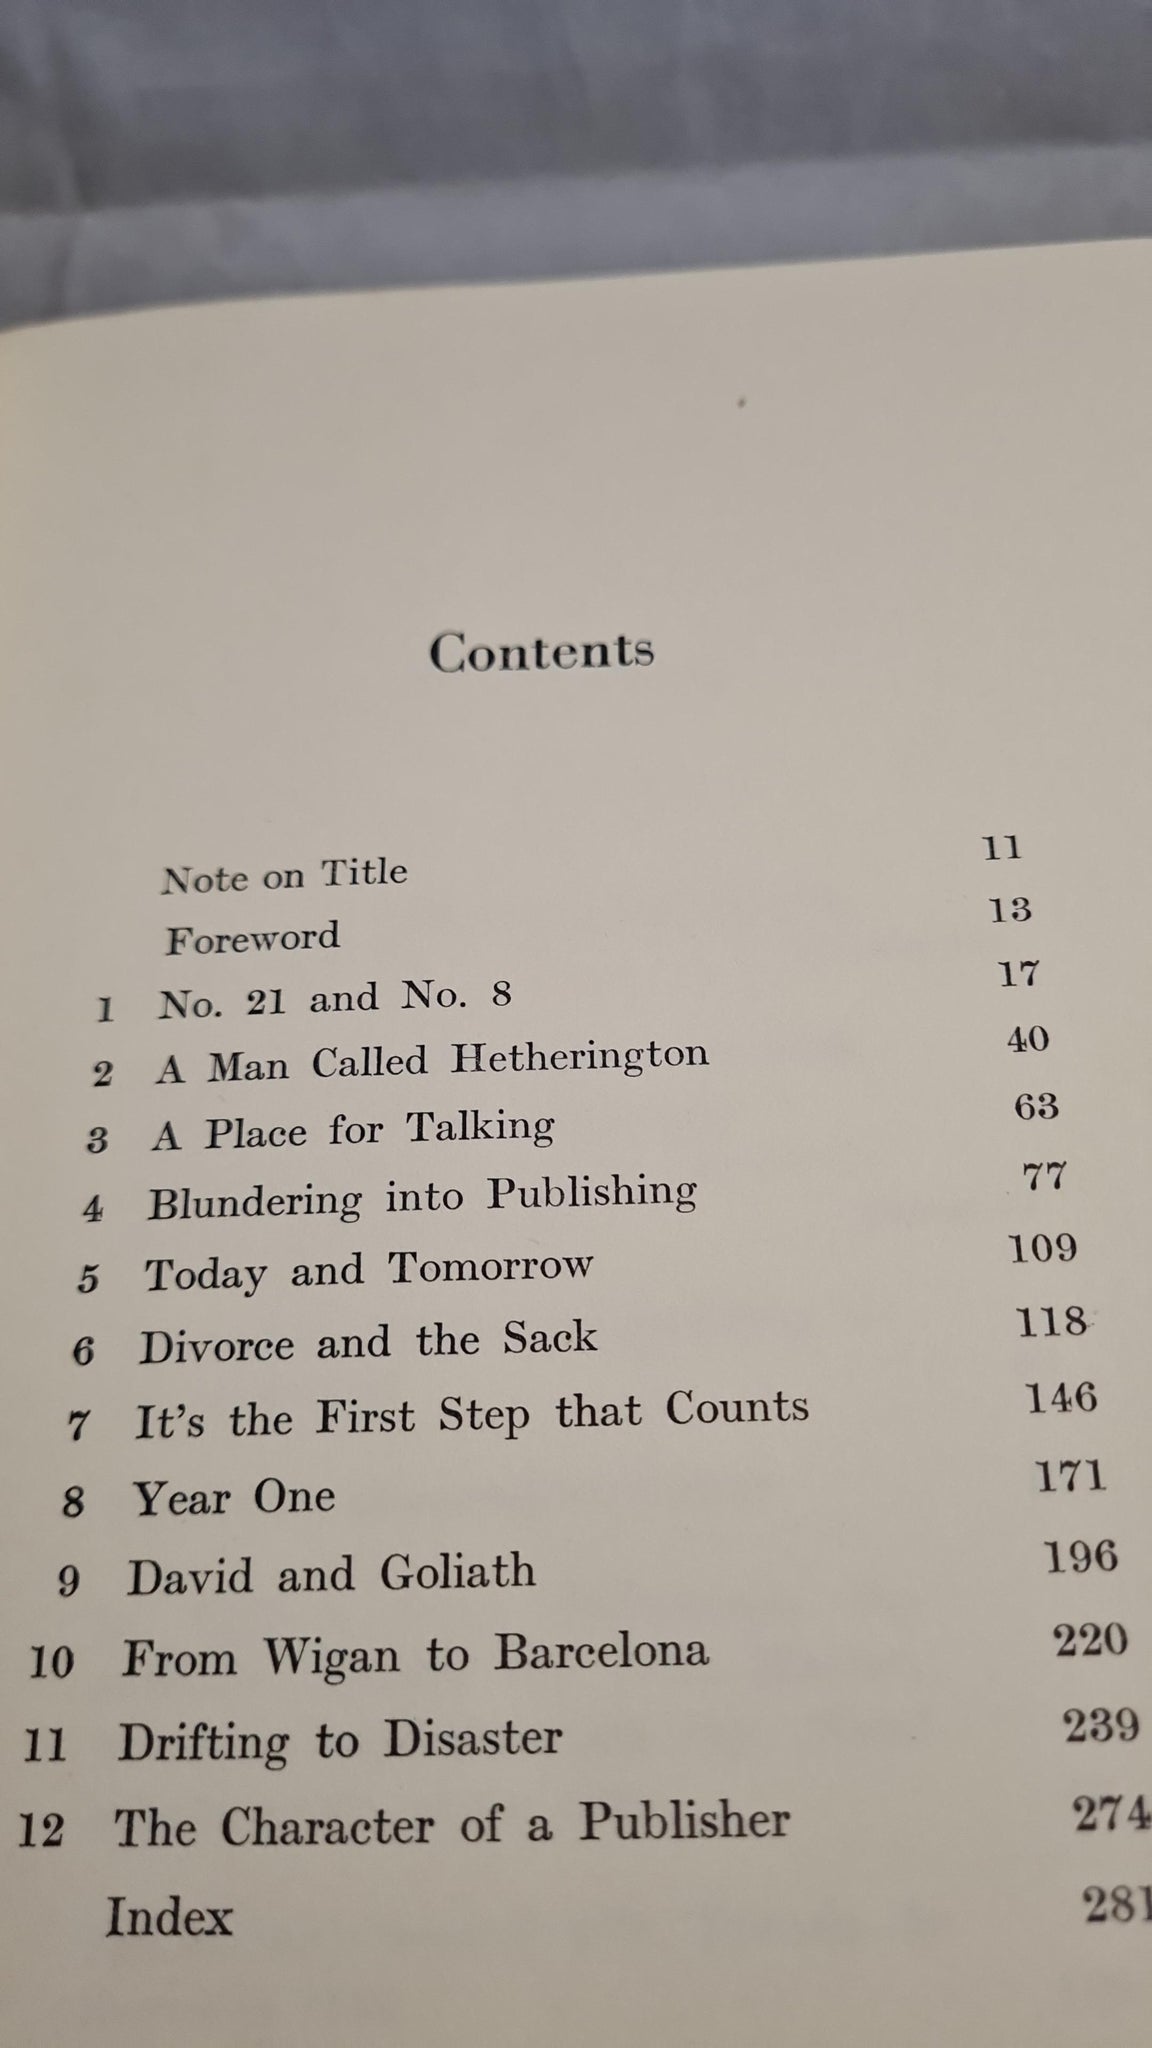 Contents
Note on Title 11
Foreword 13
1 No. 21 and No. 8 17
2 A Man Called Hetherington 40
3 A Place for Talking 63
4 Blundering into Publishing 77
5 Today and Tomorrow 109
6 Divorce and the Sack 118
7 It's the First Step that Counts 146
8 Year One 171
9 David and Goliath 196
10 From Wigan to Barcelona 220
11 Drifting to Disaster 239
12 The Character of a Publisher 274
Index 281